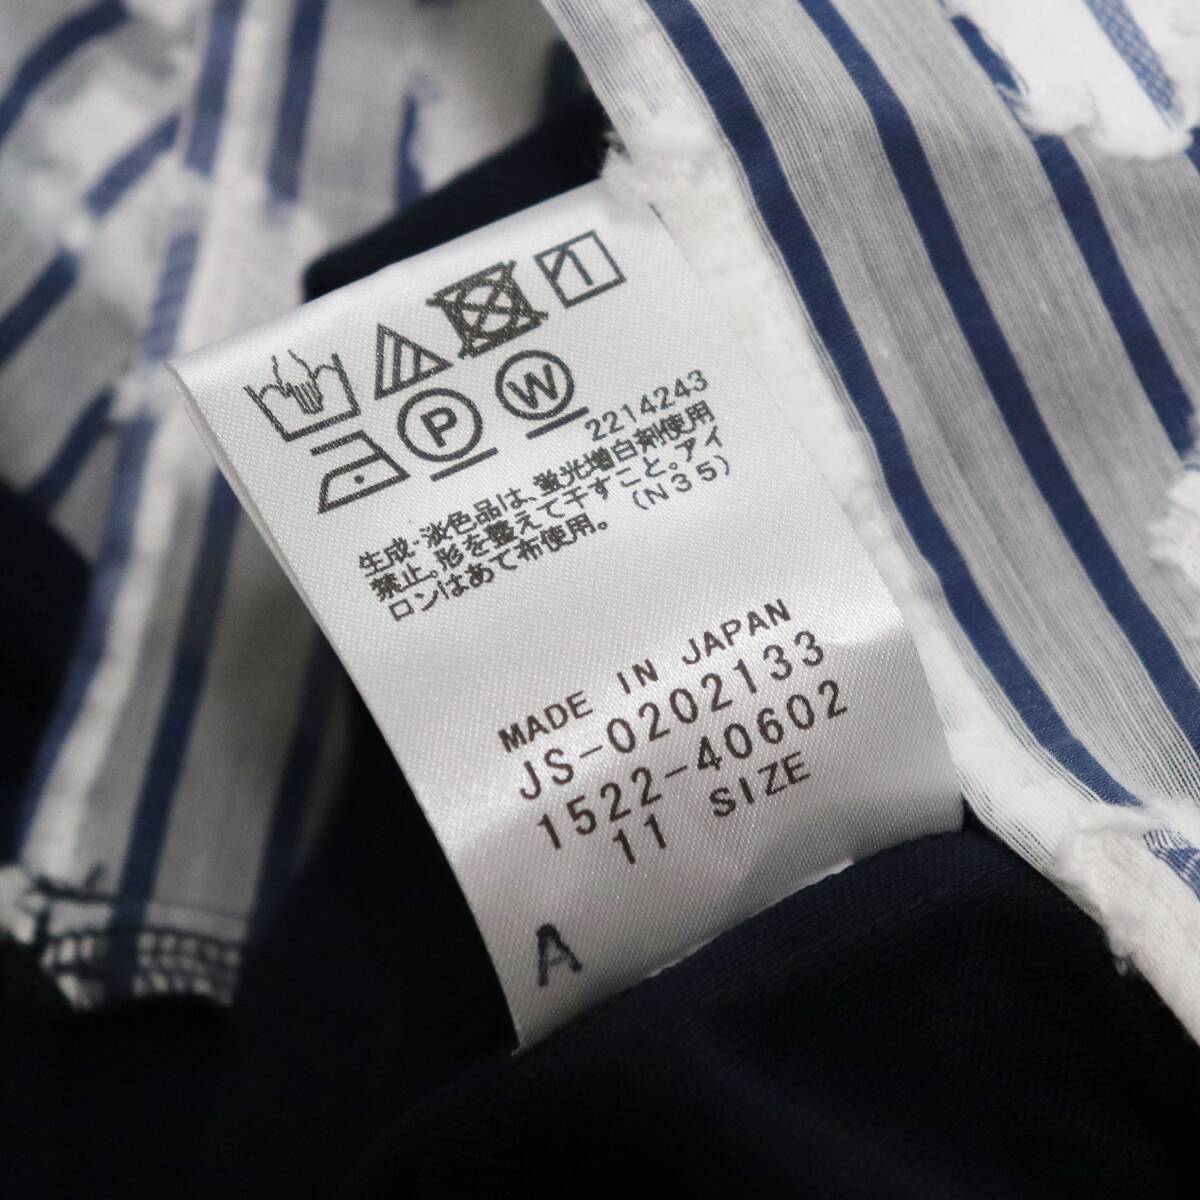 P
W
2214243
生成・淡色品は、蛍光増白剤使用
禁止。形を整えて干すこと。アイ
ロンはあて布使用。 (N35)
MADE IN JAPAN
JS-0202133
1522-40602
11 SIZE
A